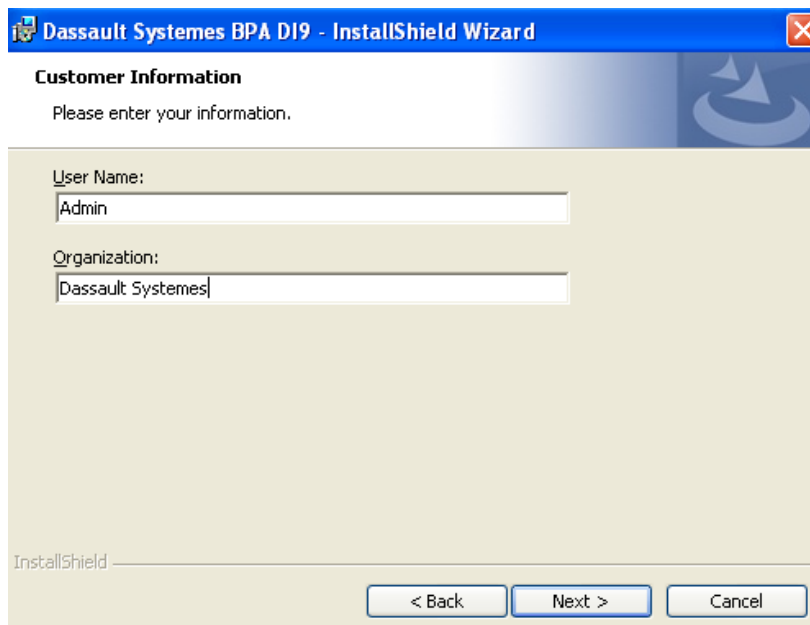 Dassault Systemes BPA DI9 - InstallShield Wizard
Customer Information
Please enter your information.
User Name:
Admin
Organization:
Dassault Systemes
InstallShield
< Back Next > Cancel